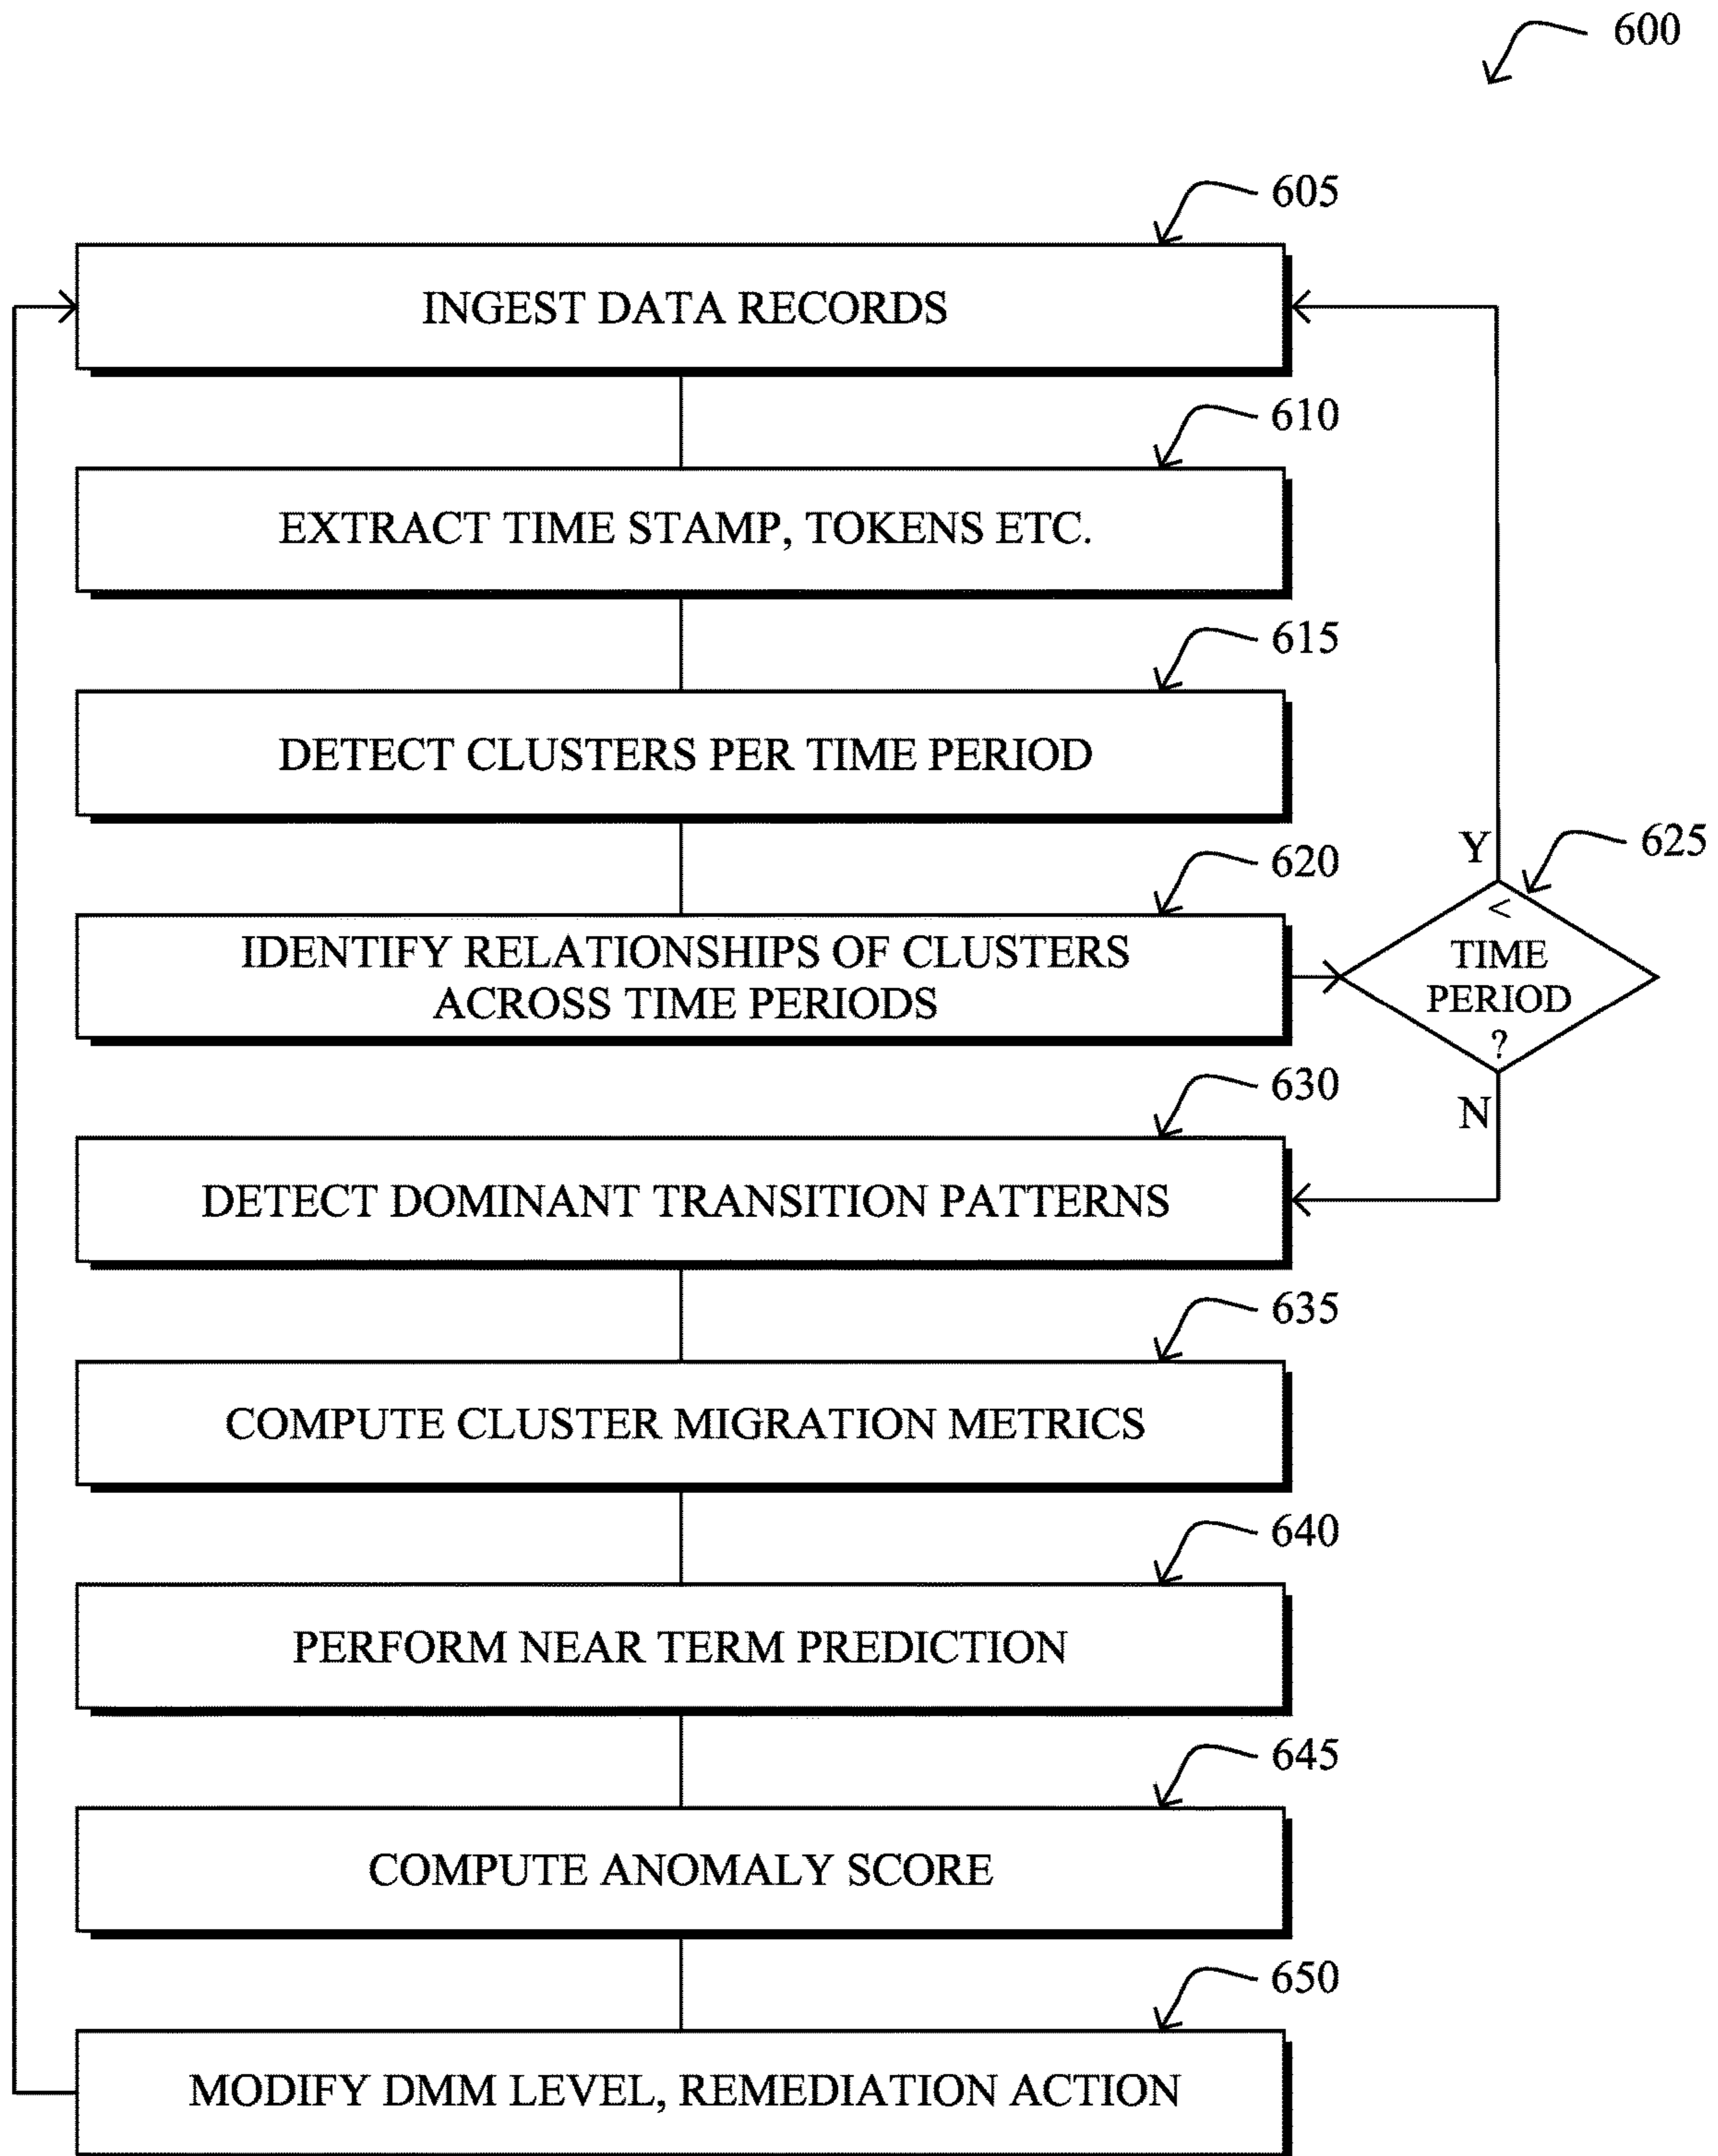 600
605
INGEST DATA RECORDS
610
EXTRACT TIME STAMP, TOKENS ETC.
615
DETECT CLUSTERS PER TIME PERIOD
620
IDENTIFY RELATIONSHIPS OF CLUSTERS
ACROSS TIME PERIODS
Y
625
<
TIME
PERIOD
?
N
630
DETECT DOMINANT TRANSITION PATTERNS
635
COMPUTE CLUSTER MIGRATION METRICS
640
PERFORM NEAR TERM PREDICTION
645
COMPUTE ANOMALY SCORE
650
MODIFY DMM LEVEL, REMEDIATION ACTION